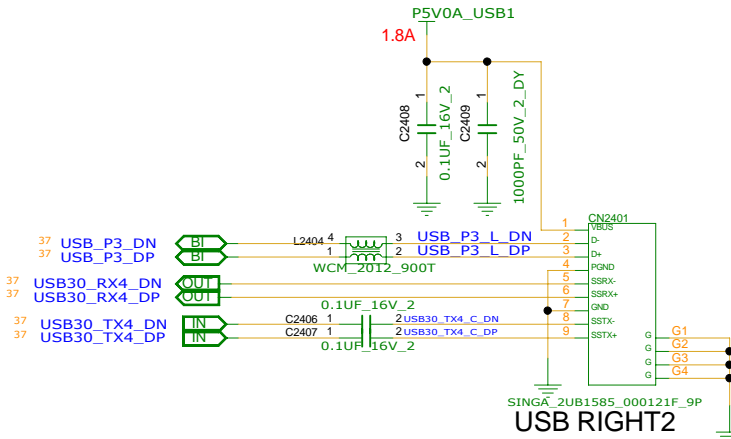 P5V0A_USB1
1.8A
1 1
C2408 0.1UF_16V_2 C2409 1000PF_50V_2_DY
2 2
37 USB_P3_DN BI L2404 4 3 USB_P3_L_DN
37 USB_P3_DP BI 1 2 USB_P3_L_DP
WCM_2012_900T
37 USB30_RX4_DN OUT
37 USB30_RX4_DP OUT
0.1UF_16V_2
37 USB30_TX4_DN IN C2406 1 2 USB30_TX4_C_DN
37 USB30_TX4_DP IN C2407 1 2 USB30_TX4_C_DP
0.1UF_16V_2
CN2401
1 VBUS
2 D-
3 D+
4 PGND
5 SSRX-
6 SSRX+
7 GND
8 SSTX-
9 SSTX+
G G1
G G2
G G3
G G4
SINGA_2UB1585_000121F_9P
USB RIGHT2